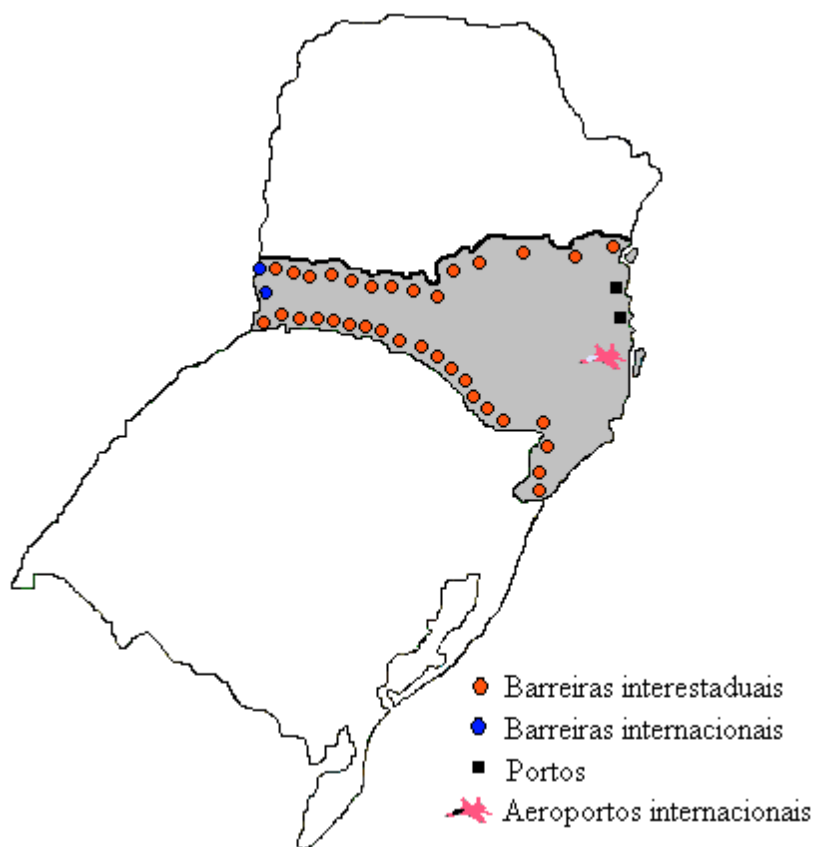 Barreiras interestaduais
Barreiras internacionais
Portos
Aeroportos internacionais